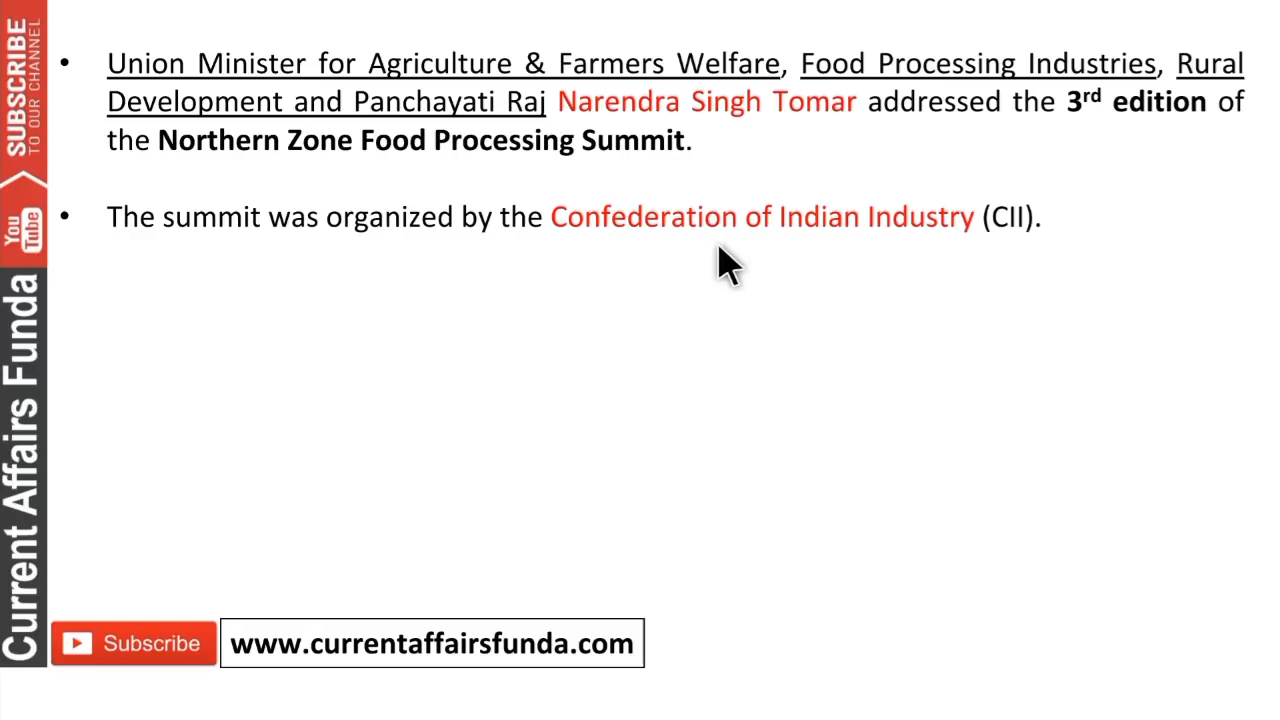 • Union Minister for Agriculture & Farmers Welfare, Food Processing Industries, Rural
Development and Panchayati Raj Narendra Singh Tomar addressed the 3rd edition of
the Northern Zone Food Processing Summit.
• The summit was organized by the Confederation of Indian Industry (CII).
SUBSCRIBE
TO OUR CHANNEL
You
Tube
Current Affairs Funda
Subscribe
www.currentaffairsfunda.com